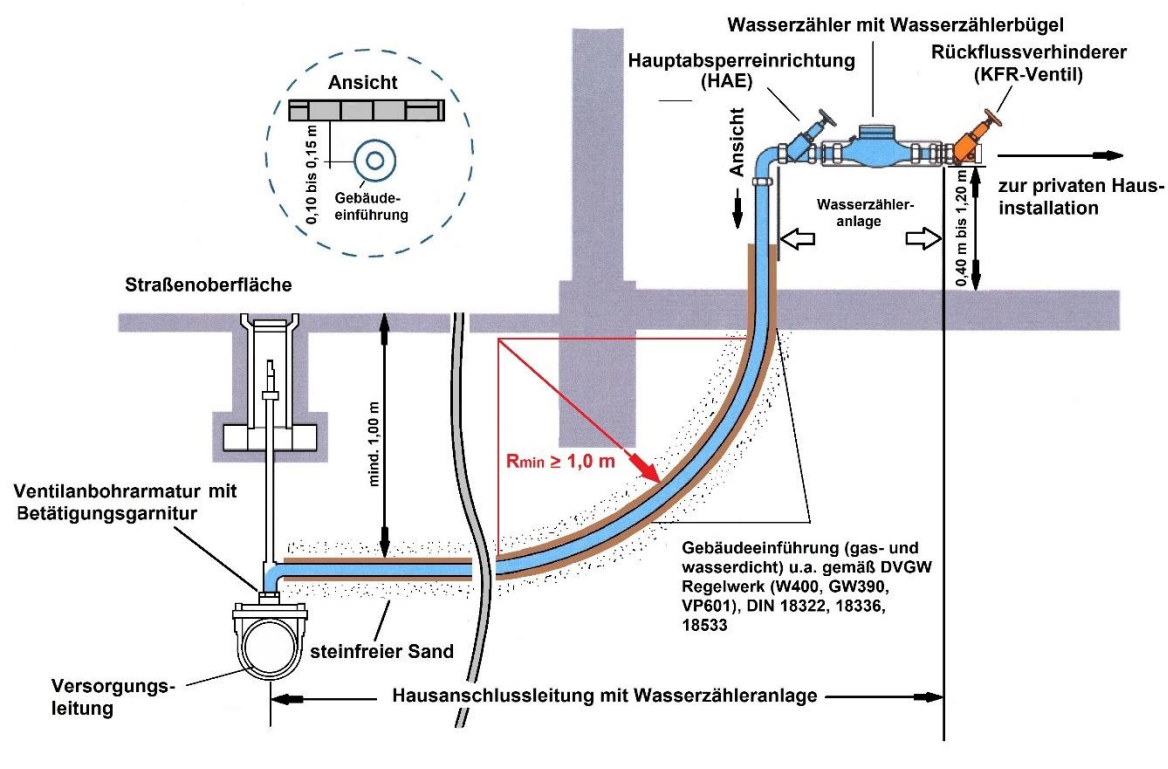 Wasserzähler mit Wasserzählerbügel
Hauptabsperreinrichtung
(HAE)
Rückflussverhinderer
(KFR-Ventil)
Ansicht
0,10 bis 0,15 m
Gebäude-
einführung
Ansicht
Wasserzähler-
anlage
0,40 m bis 1,20 m
zur privaten Haus-
installation
Straßenoberfläche
mind. 1,00 m
Rmin ≥ 1,0 m
Ventilanbohrarmatur mit
Betätigungsgarnitur
Gebäudeeinführung (gas- und
wasserdicht) u.a. gemäß DVGW
Regelwerk (W400, GW390,
VP601), DIN 18322, 18336,
18533
steinfreier Sand
Versorgungs-
leitung
Hausanschlussleitung mit Wasserzähleranlage